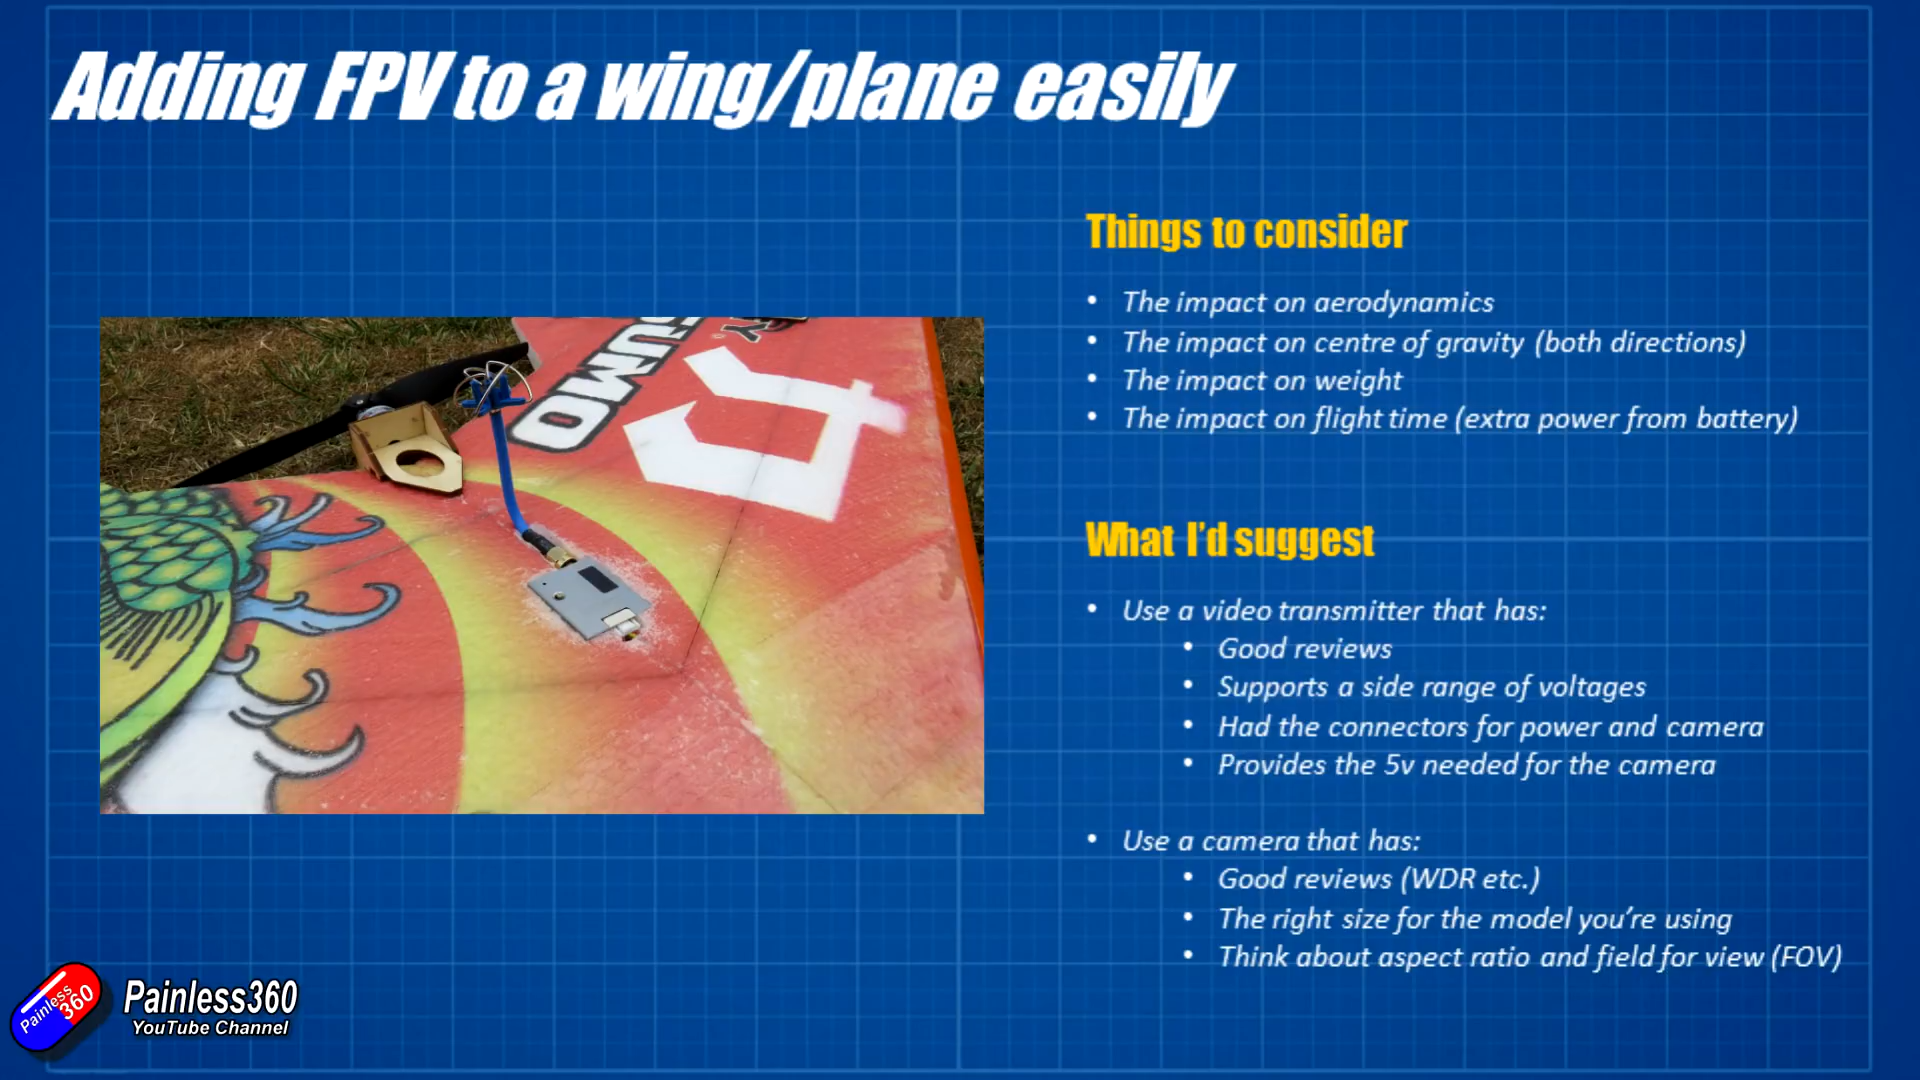 Adding FPV to a wing/plane easily
Things to consider
• The impact on aerodynamics
• The impact on centre of gravity (both directions)
• The impact on weight
• The impact on flight time (extra power from battery)
What I'd suggest
• Use a video transmitter that has:
• Good reviews
• Supports a side range of voltages
• Had the connectors for power and camera
• Provides the 5v needed for the camera
• Use a camera that has:
• Good reviews (WDR etc.)
• The right size for the model you're using
• Think about aspect ratio and field for view (FOV)
SUMO
Painless
360
Painless360
YouTube Channel